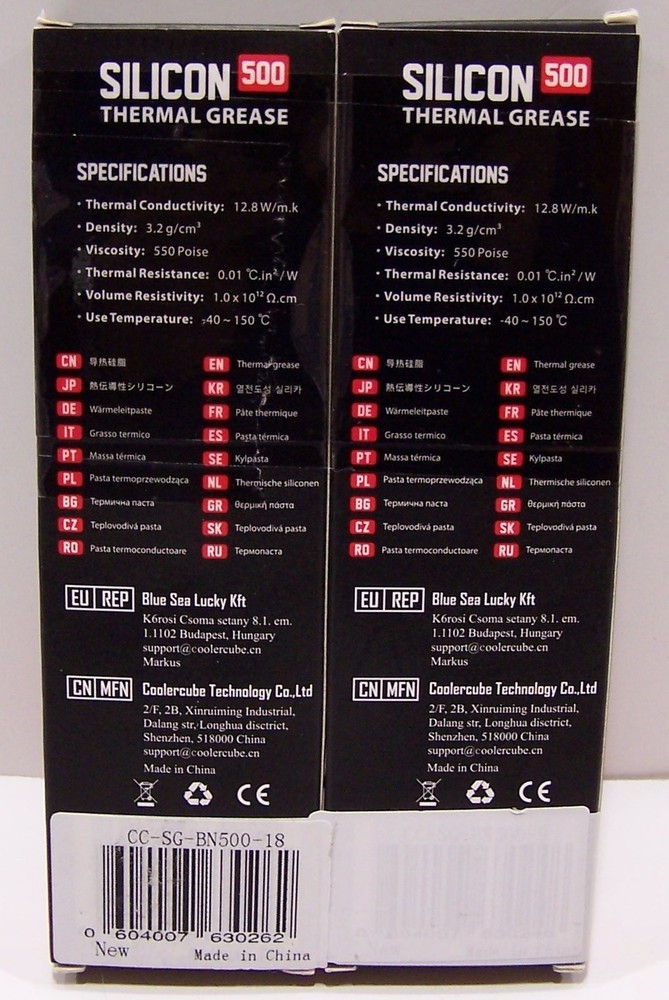 SILICON 500
THERMAL GREASE
SPECIFICATIONS
• Thermal Conductivity: 12.8 W/m.k
• Density: 3.2 g/cm³
• Viscosity: 550 Poise
• Thermal Resistance: 0.01 ℃.in²/W
• Volume Resistivity: 1.0 x 10¹² Ω.cm
• Use Temperature: -40 ~ 150 ℃
CN 导热硅脂 EN Thermal grease
JP 熱伝導性シリコーン KR 열전도성 실리카
DE Wärmeleitpaste FR Pâte thermique
IT Grasso termico ES Pasta térmica
PT Massa térmica SE Kylpasta
PL Pasta termoprzewodząca NL Thermische siliconen
BG Термична паста GR θερμική πάστα
CZ Teplovodivá pasta SK Teplovodivá pasta
RO Pasta termoconductoare RU Термопаста
EU REP Blue Sea Lucky Kft
K6rosi Csoma setany 8.1. em.
1.1102 Budapest, Hungary
support@coolercube.cn
Markus
CN MFN Coolercube Technology Co.,Ltd
2/F, 2B, Xinruiming Industrial,
Dalang str, Longhua disctrict,
Shenzhen, 518000 China
support@coolercube.cn
Made in China
CE
CC-SG-BN500-18
0 604007 630262
New Made in China
SILICON 500
THERMAL GREASE
SPECIFICATIONS
• Thermal Conductivity: 12.8 W/m.k
• Density: 3.2 g/cm³
• Viscosity: 550 Poise
• Thermal Resistance: 0.01 ℃.in²/W
• Volume Resistivity: 1.0 x 10¹² Ω.cm
• Use Temperature: -40 ~ 150 ℃
CN 导热硅脂 EN Thermal grease
JP 熱伝導性シリコーン KR 열전도성 실리카
DE Wärmeleitpaste FR Pâte thermique
IT Grasso termico ES Pasta térmica
PT Massa térmica SE Kylpasta
PL Pasta termoprzewodząca NL Thermische siliconen
BG Термична паста GR θερμική πάστα
CZ Teplovodivá pasta SK Teplovodivá pasta
RO Pasta termoconductoare RU Термопаста
EU REP Blue Sea Lucky Kft
K6rosi Csoma setany 8.1. em.
1.1102 Budapest, Hungary
support@coolercube.cn
Markus
CN MFN Coolercube Technology Co.,Ltd
2/F, 2B, Xinruiming Industrial,
Dalang str, Longhua disctrict,
Shenzhen, 518000 China
support@coolercube.cn
Made in China
CE